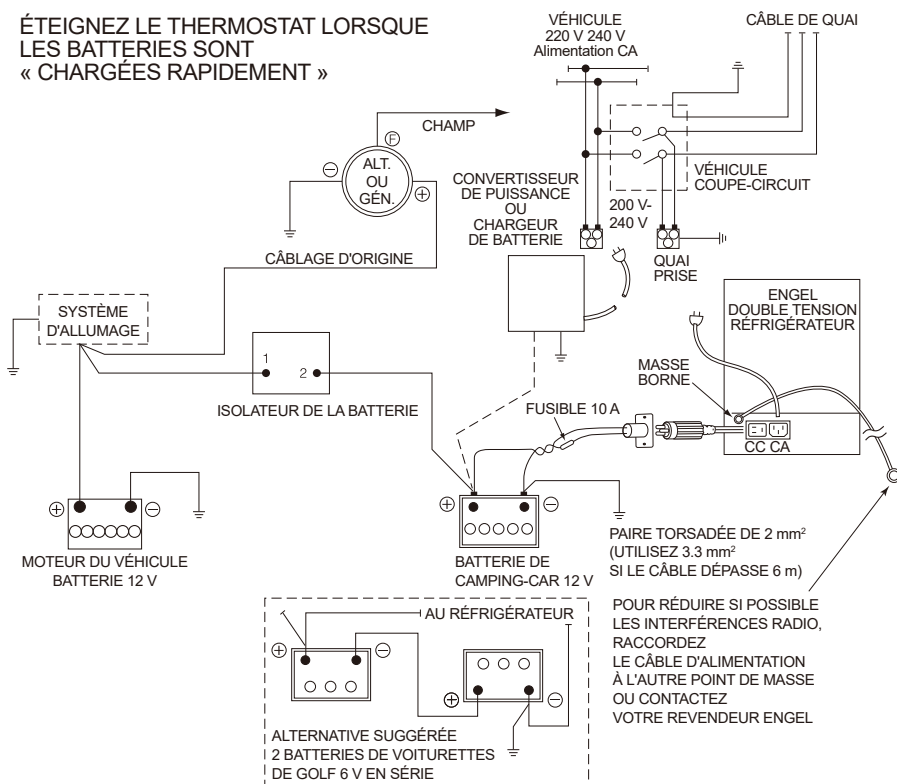 ÉTEIGNEZ LE THERMOSTAT LORSQUE
LES BATTERIES SONT
« CHARGÉES RAPIDEMENT »
VÉHICULE
220 V 240 V
Alimentation CA
CÂBLE DE QUAI
CHAMP
F
ALT.
OU
GÉN.
CONVERTISSEUR
DE PUISSANCE
OU
CHARGEUR
DE BATTERIE
VÉHICULE
COUPE-CIRCUIT
200 V-
240 V
QUAI
PRISE
CÂBLAGE D'ORIGINE
SYSTÈME
D'ALLUMAGE
1
2
ISOLATEUR DE LA BATTERIE
ENGEL
DOUBLE TENSION
RÉFRIGÉRATEUR
MASSE
BORNE
FUSIBLE 10 A
CC CA
MOTEUR DU VÉHICULE
BATTERIE 12 V
BATTERIE DE
CAMPING-CAR 12 V
PAIRE TORSADÉE DE 2 mm²
(UTILISEZ 3.3 mm²
SI LE CÂBLE DÉPASSE 6 m)
POUR RÉDUIRE SI POSSIBLE
LES INTERFÉRENCES RADIO,
RACCORDEZ
LE CÂBLE D'ALIMENTATION
À L'AUTRE POINT DE MASSE
OU CONTACTEZ
VOTRE REVENDEUR ENGEL
AU RÉFRIGÉRATEUR
ALTERNATIVE SUGGÉRÉE
2 BATTERIES DE VOITURETTES
DE GOLF 6 V EN SÉRIE